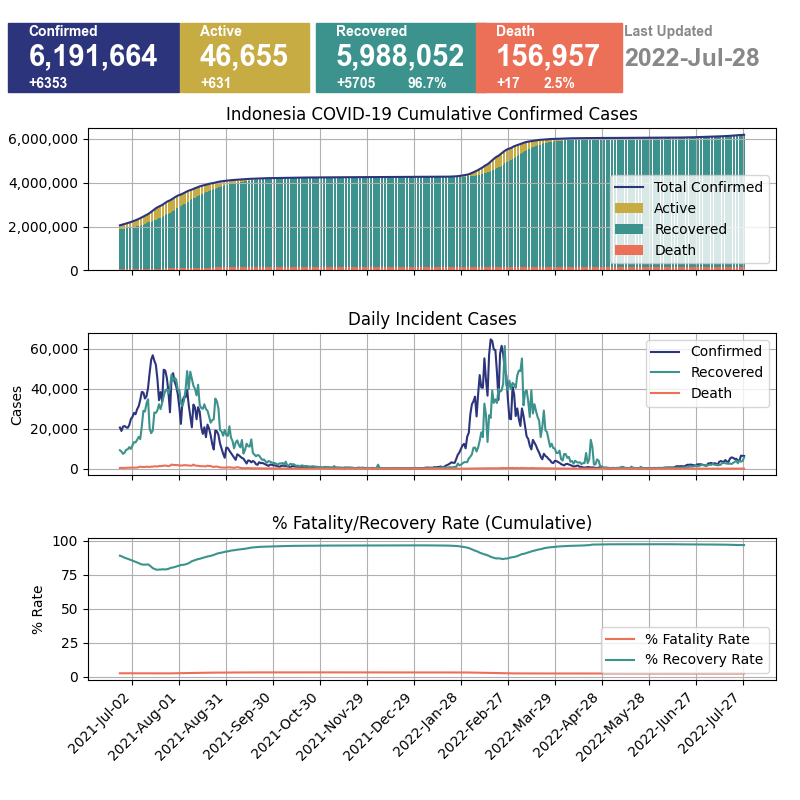 Confirmed
6,191,664
+6353
Active
46,655
+631
Recovered
5,988,052
+5705 96.7%
Death
156,957
+17 2.5%
Last Updated
2022-Jul-28
Indonesia COVID-19 Cumulative Confirmed Cases
6,000,000
4,000,000
2,000,000
0
Total Confirmed
Active
Recovered
Death
Daily Incident Cases
Cases
60,000
40,000
20,000
0
Confirmed
Recovered
Death
% Fatality/Recovery Rate (Cumulative)
% Rate
100
75
50
25
0
% Fatality Rate
% Recovery Rate
2021-Jul-02
2021-Aug-01
2021-Aug-31
2021-Sep-30
2021-Oct-30
2021-Nov-29
2021-Dec-29
2022-Jan-28
2022-Feb-27
2022-Mar-29
2022-Apr-28
2022-May-28
2022-Jun-27
2022-Jul-27